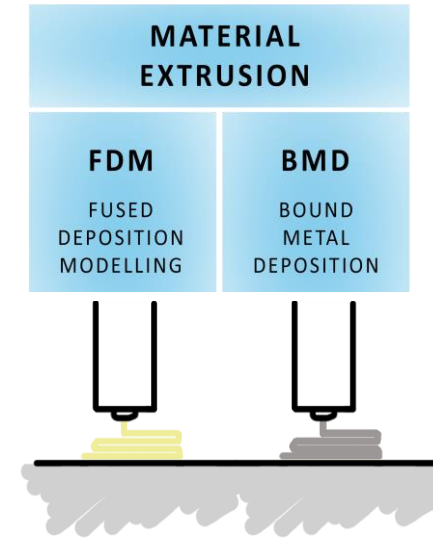 MATERIAL
EXTRUSION
FDM
FUSED
DEPOSITION
MODELLING
BMD
BOUND
METAL
DEPOSITION